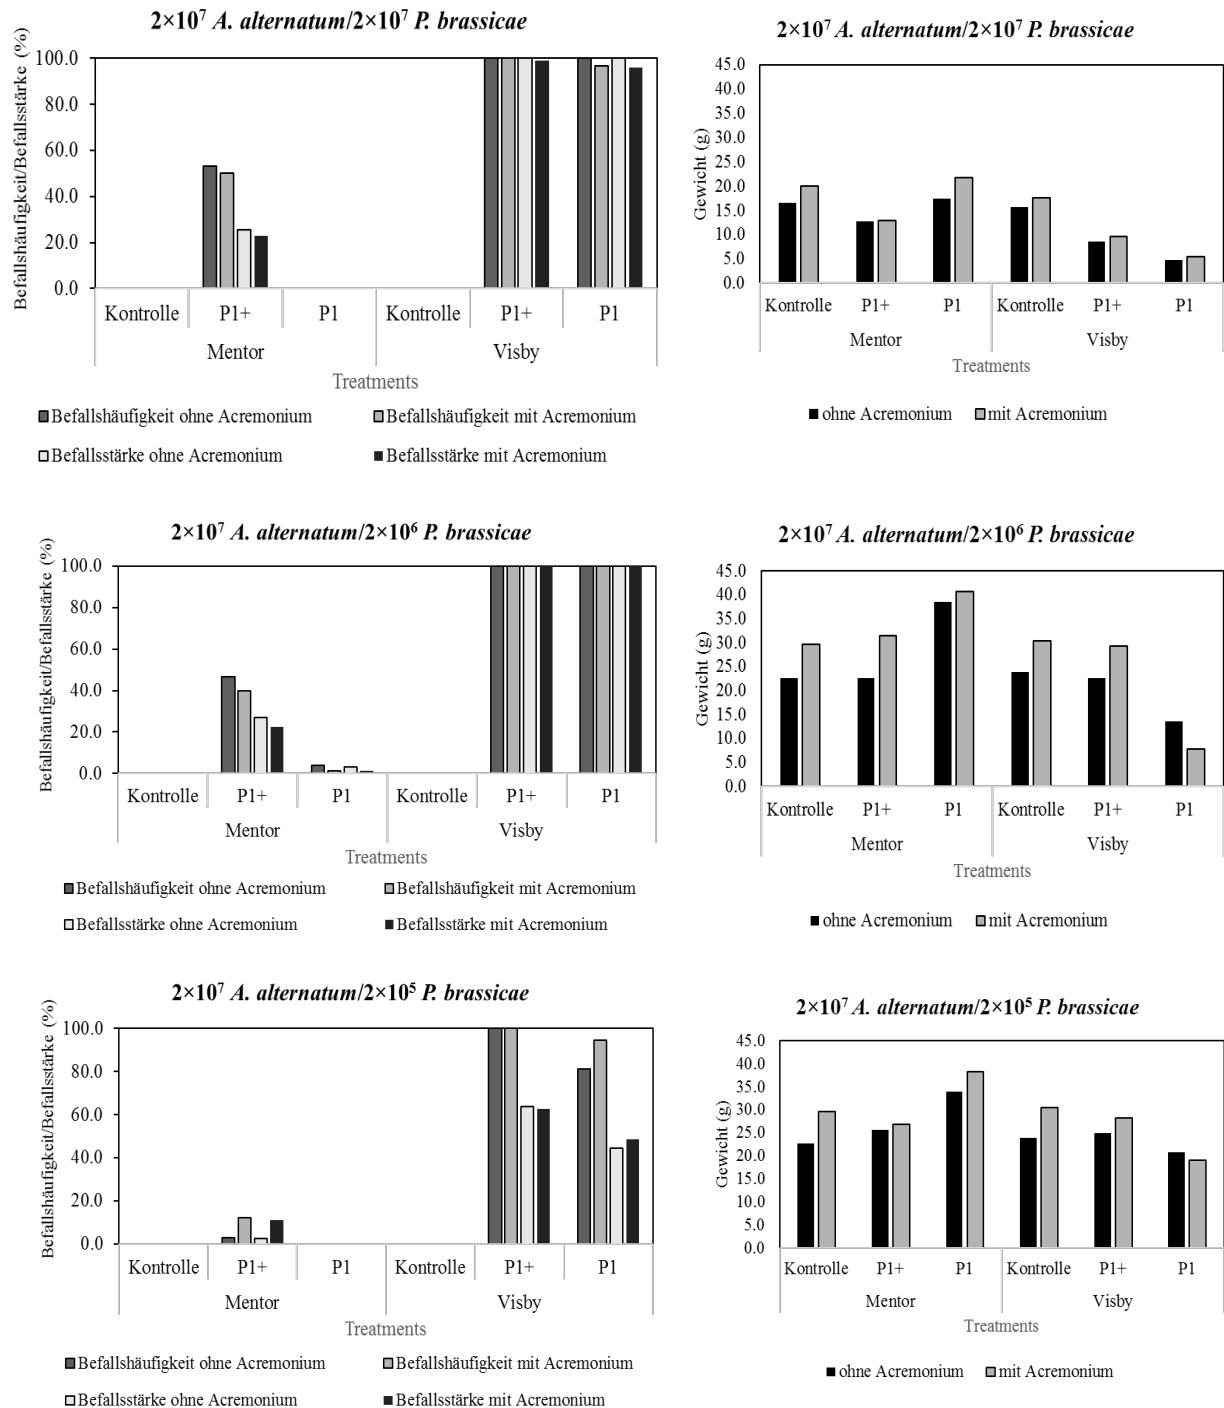 2×10⁷ A. alternatum/2×10⁷ P. brassicae
Befallshäufigkeit/Befallsstärke (%)
100.0
80.0
60.0
40.0
20.0
0.0
Kontrolle P1+ P1 Kontrolle P1+ P1
Mentor Visby
Treatments
Befallshäufigkeit ohne Acremonium Befallshäufigkeit mit Acremonium
Befallsstärke ohne Acremonium Befallsstärke mit Acremonium
2×10⁷ A. alternatum/2×10⁷ P. brassicae
Gewicht (g)
45.0
40.0
35.0
30.0
25.0
20.0
15.0
10.0
5.0
0.0
Kontrolle P1+ P1 Kontrolle P1+ P1
Mentor Visby
Treatments
ohne Acremonium mit Acremonium
2×10⁷ A. alternatum/2×10⁶ P. brassicae
Befallshäufigkeit/Befallsstärke (%)
100.0
80.0
60.0
40.0
20.0
0.0
Kontrolle P1+ P1 Kontrolle P1+ P1
Mentor Visby
Treatments
Befallshäufigkeit ohne Acremonium Befallshäufigkeit mit Acremonium
Befallsstärke ohne Acremonium Befallsstärke mit Acremonium
2×10⁷ A. alternatum/2×10⁶ P. brassicae
Gewicht (g)
45.0
40.0
35.0
30.0
25.0
20.0
15.0
10.0
5.0
0.0
Kontrolle P1+ P1 Kontrolle P1+ P1
Mentor Visby
Treatments
ohne Acremonium mit Acremonium
2×10⁷ A. alternatum/2×10⁵ P. brassicae
Befallshäufigkeit/Befallsstärke (%)
100.0
80.0
60.0
40.0
20.0
0.0
Kontrolle P1+ P1 Kontrolle P1+ P1
Mentor Visby
Treatments
Befallshäufigkeit ohne Acremonium Befallshäufigkeit mit Acremonium
Befallsstärke ohne Acremonium Befallsstärke mit Acremonium
2×10⁷ A. alternatum/2×10⁵ P. brassicae
Gewicht (g)
45.0
40.0
35.0
30.0
25.0
20.0
15.0
10.0
5.0
0.0
Kontrolle P1+ P1 Kontrolle P1+ P1
Mentor Visby
Treatments
ohne Acremonium mit Acremonium